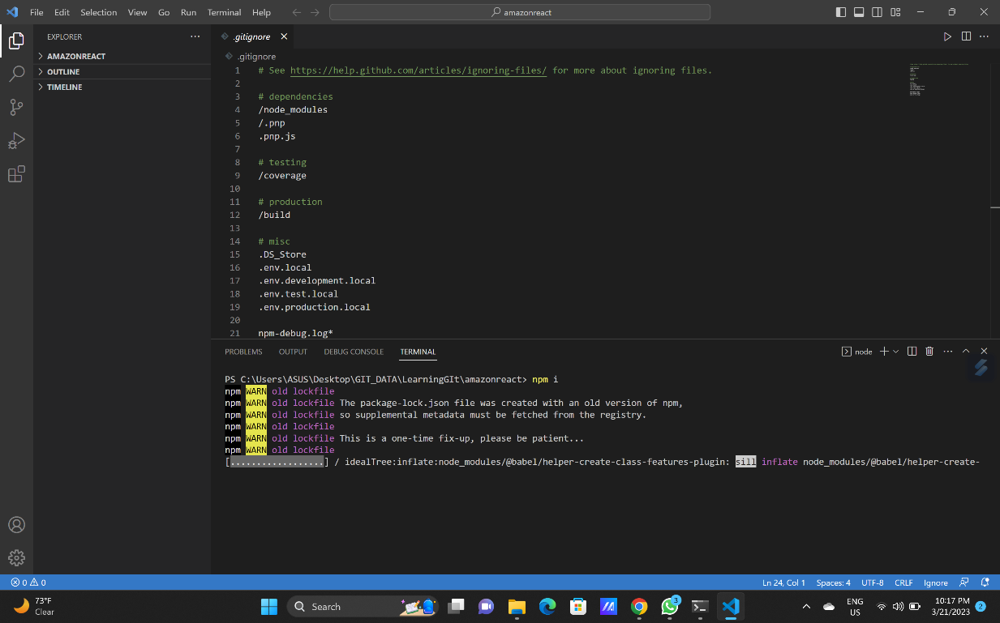 File Edit Selection View Go Run Terminal Help
amazonreact
EXPLORER
AMAZONREACT
OUTLINE
TIMELINE
.gitignore
.gitignore
1 # See https://help.github.com/articles/ignoring-files/ for more about ignoring files.
2
3 # dependencies
4 /node_modules
5 /.pnp
6 .pnp.js
7
8 # testing
9 /coverage
10
11 # production
12 /build
13
14 # misc
15 .DS_Store
16 .env.local
17 .env.development.local
18 .env.test.local
19 .env.production.local
20
21 npm-debug.log*
PROBLEMS OUTPUT DEBUG CONSOLE TERMINAL
node
PS C:\Users\ASUS\Desktop\GIT_DATA\LearningGIt\amazonreact> npm i
npm WARN old lockfile
npm WARN old lockfile The package-lock.json file was created with an old version of npm,
npm WARN old lockfile so supplemental metadata must be fetched from the registry.
npm WARN old lockfile
npm WARN old lockfile This is a one-time fix-up, please be patient...
npm WARN old lockfile
[..................] / idealTree:inflate:node_modules/@babel/helper-create-class-features-plugin: sill inflate node_modules/@babel/helper-create-
0 0
Ln 24, Col 1 Spaces: 4 UTF-8 CRLF Ignore
73°F
Clear
Search
3
ENG
US
10:17 PM
3/21/2023
2